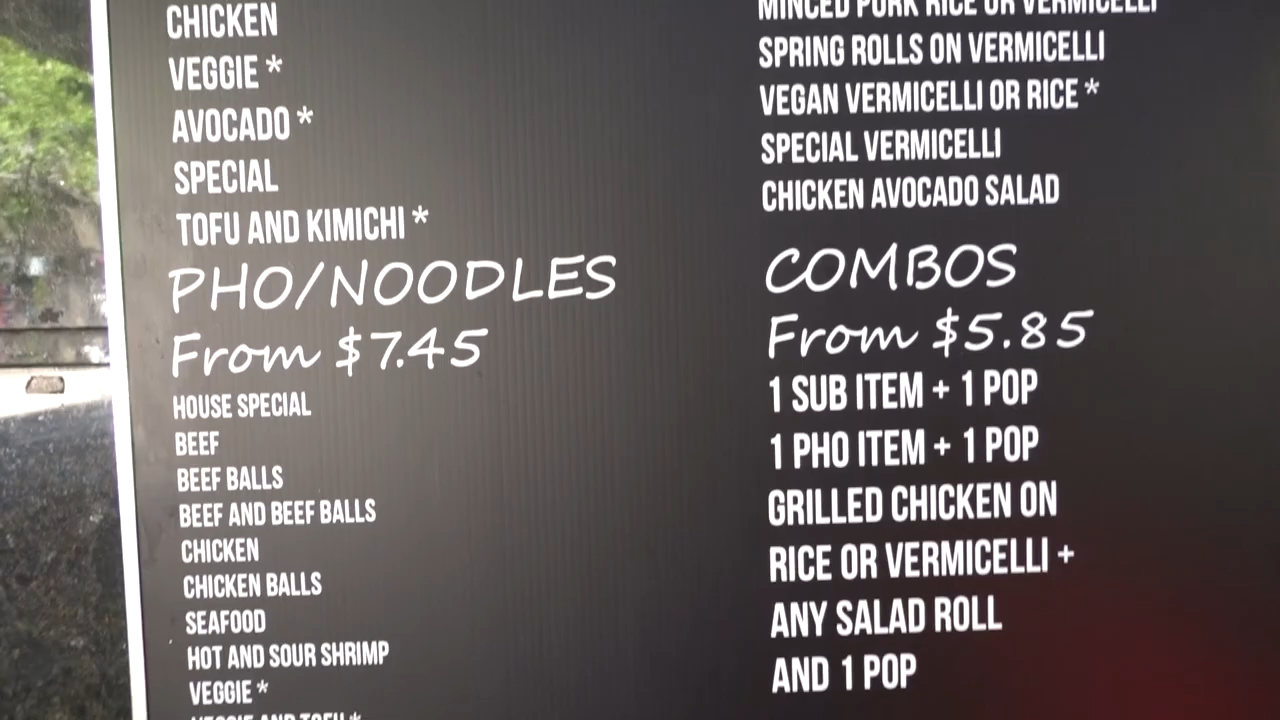 CHICKEN
VEGGIE *
AVOCADO *
SPECIAL
TOFU AND KIMICHI *
PHO/NOODLES
From $7.45
HOUSE SPECIAL
BEEF
BEEF BALLS
BEEF AND BEEF BALLS
CHICKEN
CHICKEN BALLS
SEAFOOD
HOT AND SOUR SHRIMP
VEGGIE *
VEGGIE AND TOFU *
MINCED PORK RICE OR VERMICELLI
SPRING ROLLS ON VERMICELLI
VEGAN VERMICELLI OR RICE *
SPECIAL VERMICELLI
CHICKEN AVOCADO SALAD
COMBOS
From $5.85
1 SUB ITEM + 1 POP
1 PHO ITEM + 1 POP
GRILLED CHICKEN ON
RICE OR VERMICELLI +
ANY SALAD ROLL
AND 1 POP